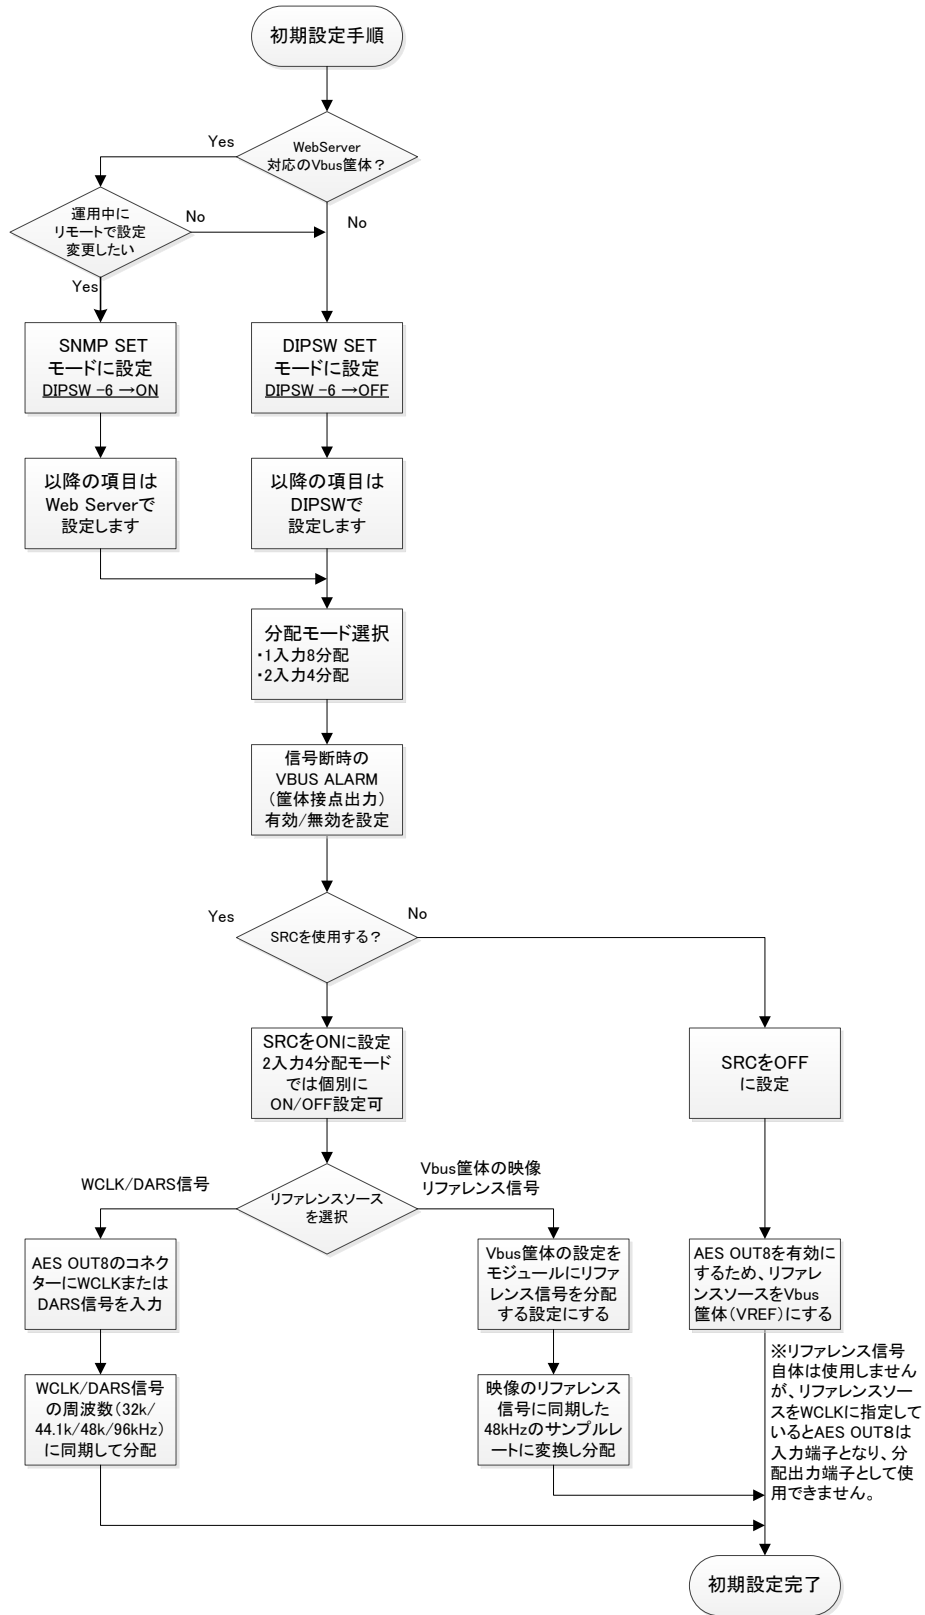 初期設定手順
WebServer
対応のVbus筐体？
Yes
No
運用中に
リモートで設定
変更したい
No
Yes
SNMP SET
モードに設定
DIPSW -6 →ON
DIPSW SET
モードに設定
DIPSW -6 →OFF
以降の項目は
Web Serverで
設定します
以降の項目は
DIPSWで
設定します
分配モード選択
・1入力8分配
・2入力4分配
信号断時の
VBUS ALARM
（筐体接点出力）
有効/無効を設定
SRCを使用する？
Yes
No
SRCをONに設定
2入力4分配モード
では個別に
ON/OFF設定可
SRCをOFF
に設定
リファレンスソース
を選択
WCLK/DARS信号
Vbus筐体の映像
リファレンス信号
AES OUT8のコネク
ターにWCLKまたは
DARS信号を入力
Vbus筐体の設定を
モジュールにリファ
レンス信号を分配
する設定にする
AES OUT8を有効に
するため、リファレ
ンスソースをVbus
筐体（VREF）にする
WCLK/DARS信号
の周波数（32k/
44.1k/48k/96kHz）
に同期して分配
映像のリファレンス
信号に同期した
48kHzのサンプルレ
ートに変換し分配
※リファレンス信号
自体は使用しません
が、リファレンスソー
スをWCLKに指定して
いるとAES OUT8は
入力端子となり、分
配出力端子として使
用できません。
初期設定完了